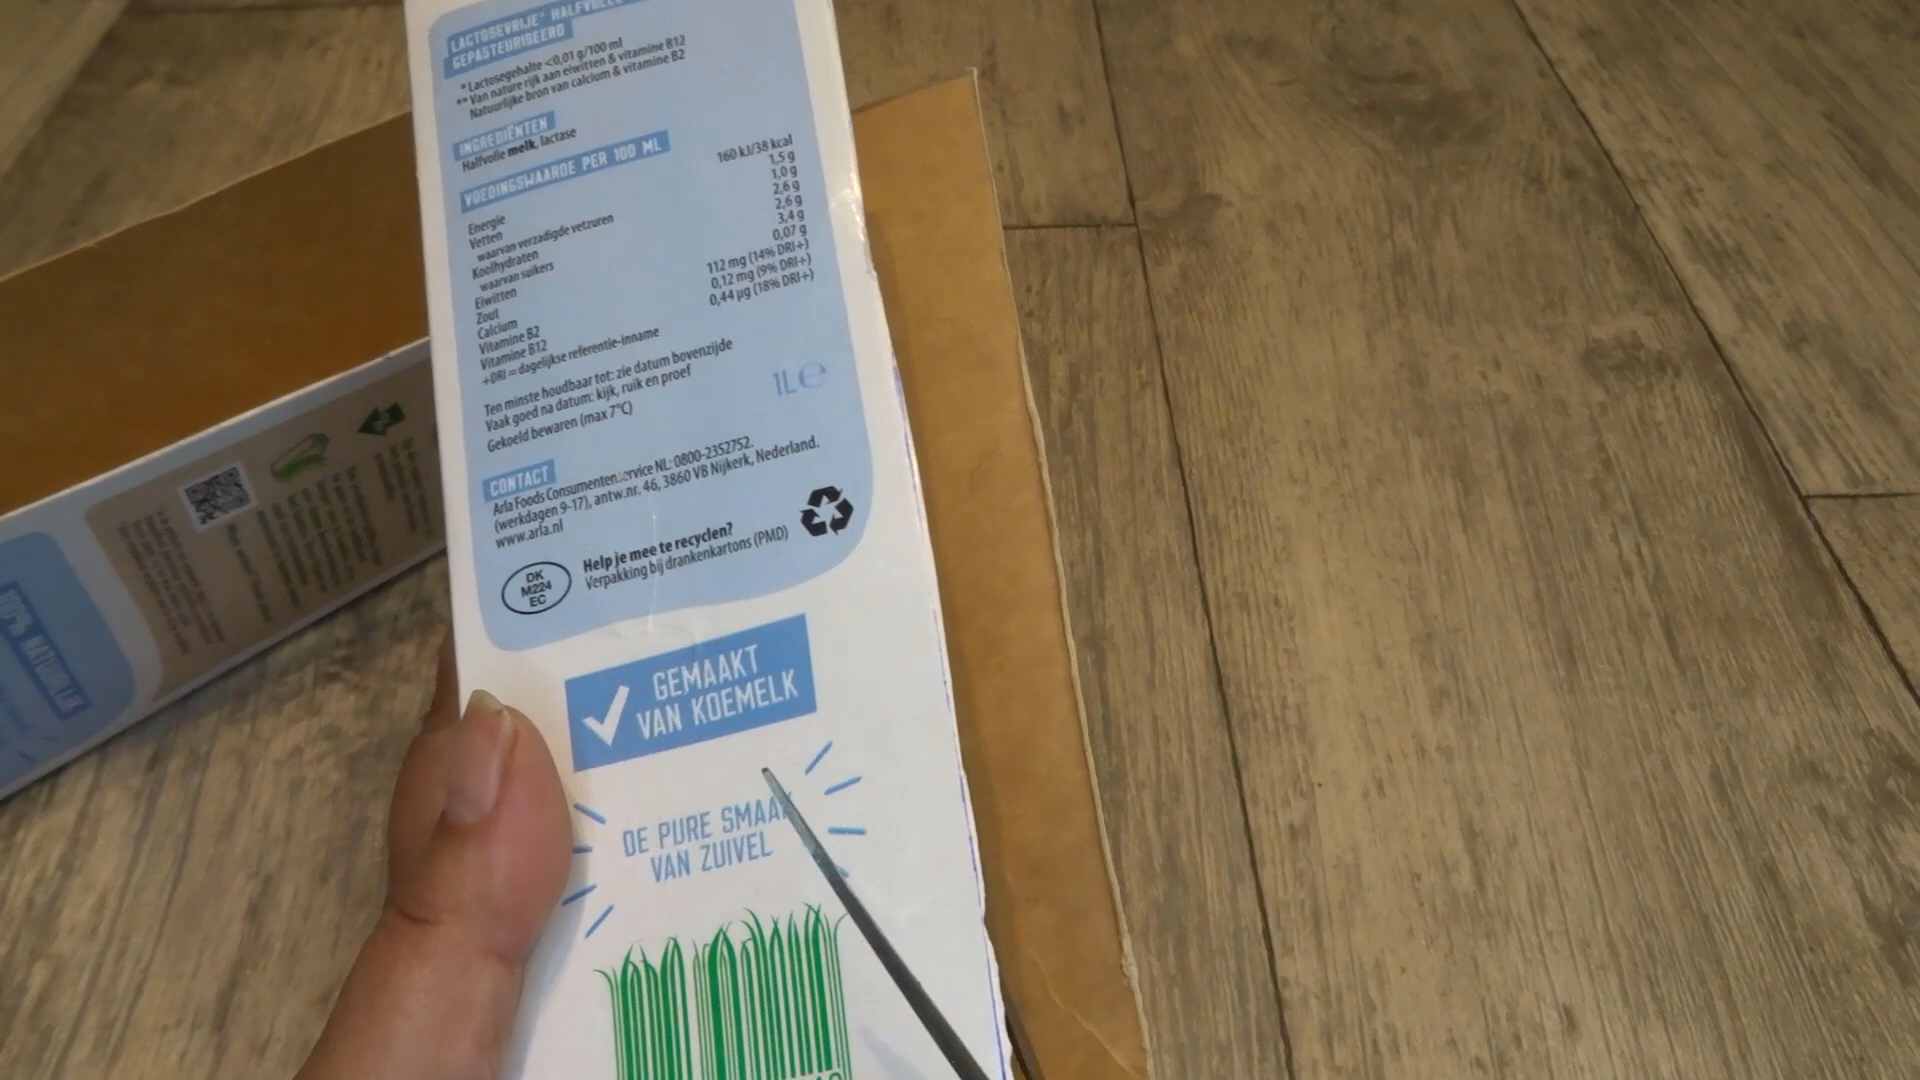 LACTOSEVRIJE* HALFVOLLE
GEPASTEURISEERD
* Lactosegehalte <0,01 g/100 ml
** Van nature rijk aan eiwitten & vitamine B12
Natuurlijke bron van calcium & vitamine B2
INGREDIËNTEN
Halfvolle melk, lactase
VOEDINGSWAARDE PER 100 ML
Energie 160 kJ/38 kcal
Vetten 1,5 g
waarvan verzadigde vetzuren 1,0 g
Koolhydraten 2,6 g
waarvan suikers 2,6 g
Eiwitten 3,4 g
Zout 0,07 g
Calcium 112 mg (14% DRI+)
Vitamine B2 0,12 mg (9% DRI+)
Vitamine B12 0,44 µg (18% DRI+)
+DRI = dagelijkse referentie-inname
Ten minste houdbaar tot: zie datum bovenzijde
Vaak goed na datum: kijk, ruik en proef
Gekoeld bewaren (max 7°C)
1L e
CONTACT
Arla Foods Consumentenservice NL: 0800-2352752.
(werkdagen 9-17), antw.nr. 46, 3860 VB Nijkerk, Nederland.
www.arla.nl
DK
M224
EC
Help je mee te recyclen?
Verpakking bij drankenkartons (PMD)
GEMAAKT
VAN KOEMELK
DE PURE SMAAK
VAN ZUIVEL
100% NATUURLIJK